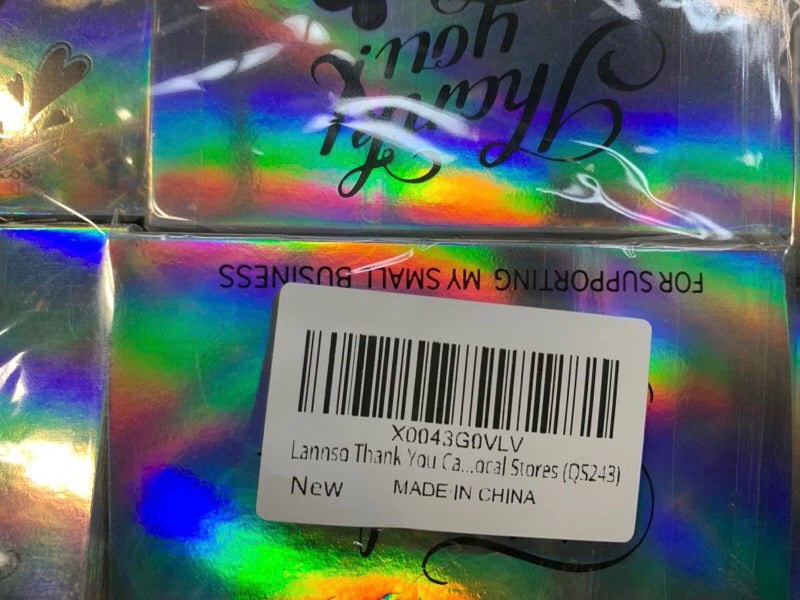 Thank
you!
FOR SUPPORTING MY SMALL BUSINESS
X0043G0VLV
Lannso Thank You Ca...ocal Stores (QS243)
New MADE IN CHINA